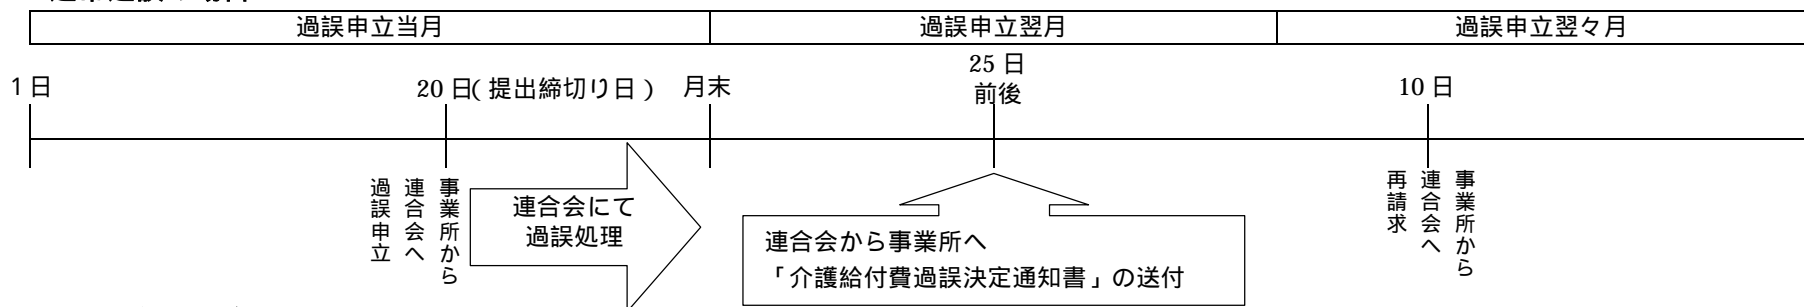 過誤申立当月
過誤申立翌月
過誤申立翌々月
1日
20日(提出締切り日)
月末
25日
前後
10日
事業所から
連合会へ
過誤申立
連合会にて
過誤処理
連合会から事業所へ
「介護給付費過誤決定通知書」の送付
事業所から
連合会へ
再請求